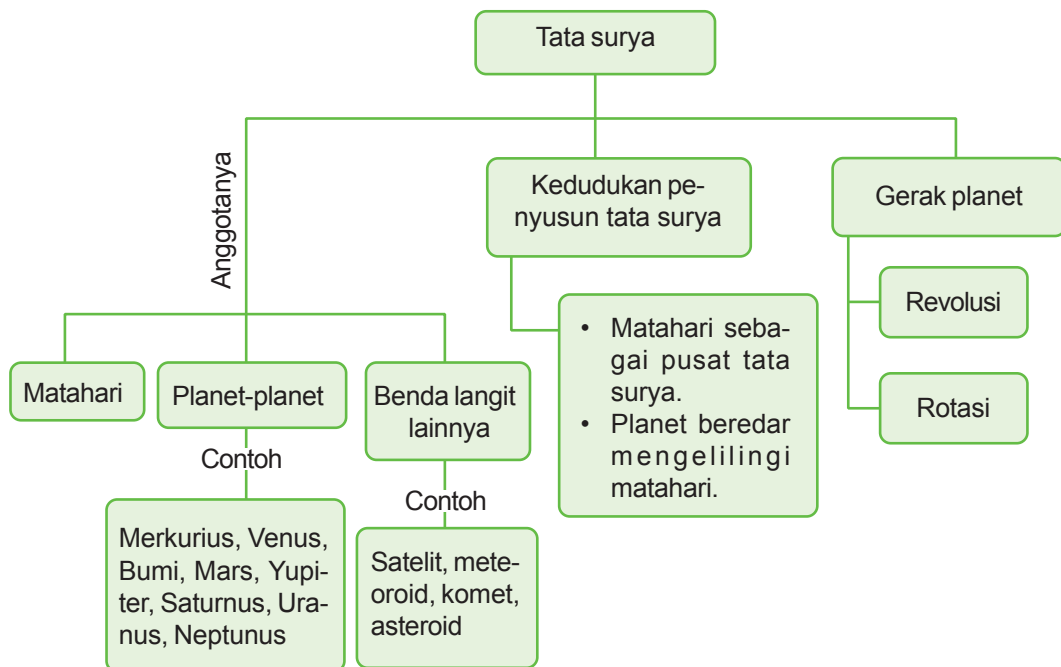 Tata surya
Anggotanya
Kedudukan pe-
nyusun tata surya
Gerak planet
Revolusi
Rotasi
• Matahari seba-
gai pusat tata
surya.
• Planet beredar
mengelilingi
matahari.
Matahari
Planet-planet
Benda langit
lainnya
Contoh
Contoh
Merkurius, Venus,
Bumi, Mars, Yupi-
ter, Saturnus, Ura-
nus, Neptunus
Satelit, mete-
oroid, komet,
asteroid